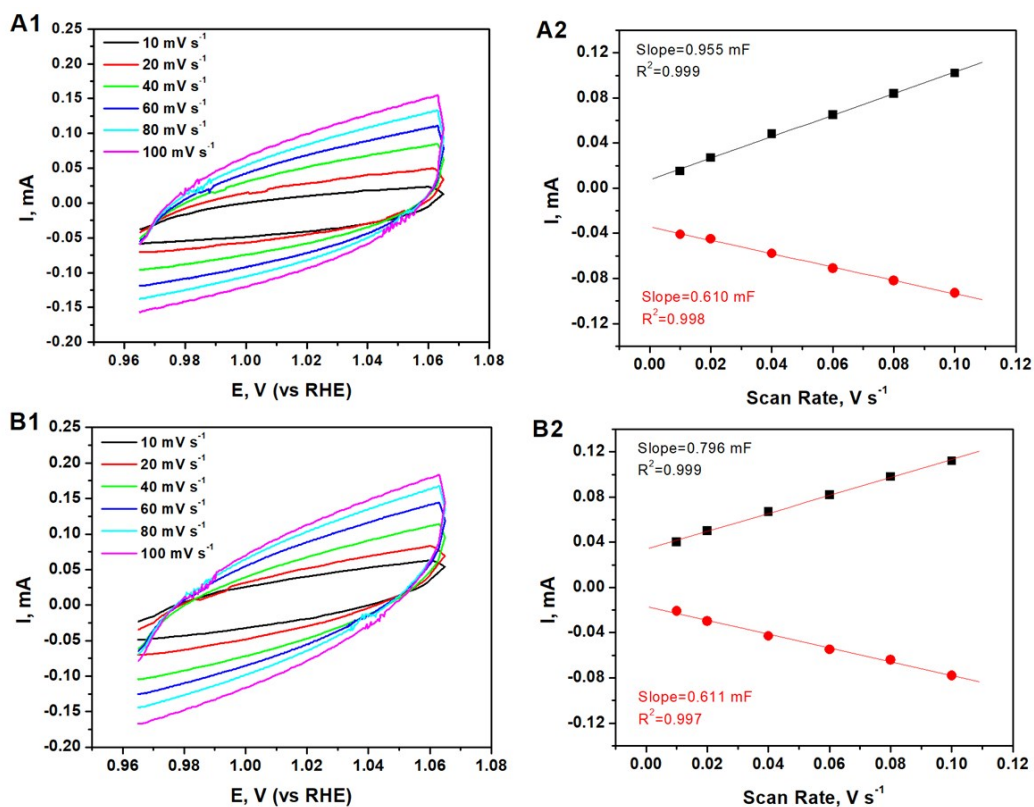 A1
10 mV s⁻¹
20 mV s⁻¹
40 mV s⁻¹
60 mV s⁻¹
80 mV s⁻¹
100 mV s⁻¹
0.25
0.20
0.15
0.10
0.05
0.00
-0.05
-0.10
-0.15
-0.20
I, mA
0.96 0.98 1.00 1.02 1.04 1.06 1.08
E, V (vs RHE)
A2
Slope=0.955 mF
R²=0.999
0.12
0.08
0.04
0.00
-0.04
-0.08
-0.12
I, mA
Slope=0.610 mF
R²=0.998
0.00 0.02 0.04 0.06 0.08 0.10 0.12
Scan Rate, V s⁻¹
B1
10 mV s⁻¹
20 mV s⁻¹
40 mV s⁻¹
60 mV s⁻¹
80 mV s⁻¹
100 mV s⁻¹
0.25
0.20
0.15
0.10
0.05
0.00
-0.05
-0.10
-0.15
-0.20
I, mA
0.96 0.98 1.00 1.02 1.04 1.06 1.08
E, V (vs RHE)
B2
Slope=0.796 mF
R²=0.999
0.12
0.08
0.04
0.00
-0.04
-0.08
-0.12
I, mA
Slope=0.611 mF
R²=0.997
0.00 0.02 0.04 0.06 0.08 0.10 0.12
Scan Rate, V s⁻¹